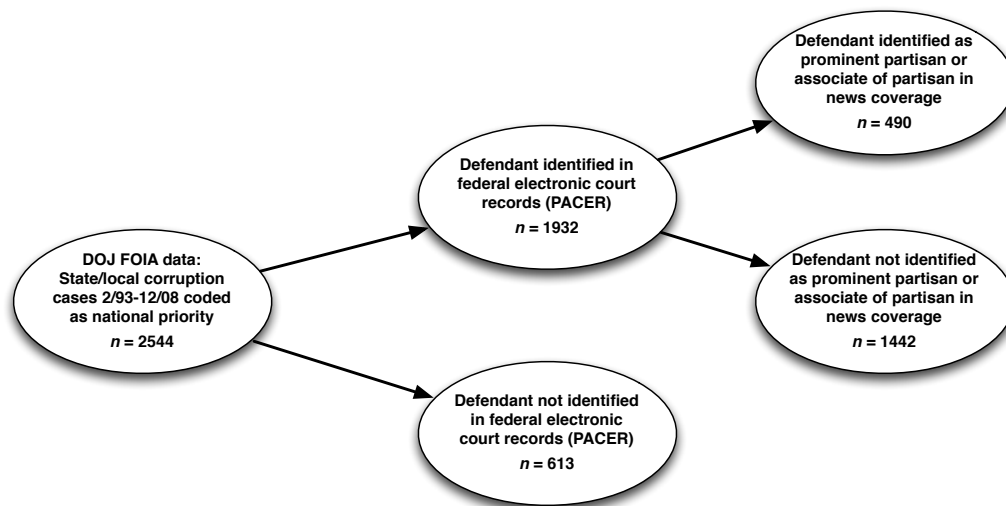 Defendant identified as
prominent partisan or
associate of partisan in
news coverage
n = 490
Defendant identified in
federal electronic court
records (PACER)
n = 1932
DOJ FOIA data:
State/local corruption
cases 2/93-12/08 coded
as national priority
n = 2544
Defendant not identified
as prominent partisan or
associate of partisan in
news coverage
n = 1442
Defendant not identified
in federal electronic
court records (PACER)
n = 613